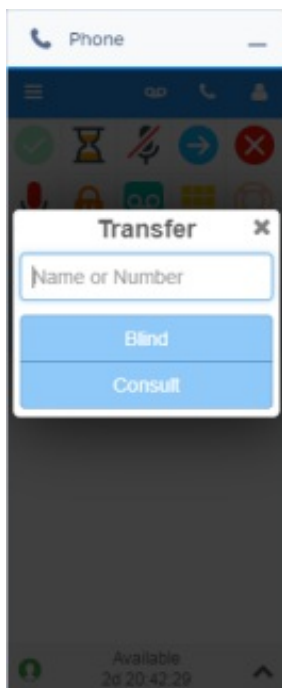 Phone
Transfer
Name or Number
Blind
Consult
Available
2d 20:42:29